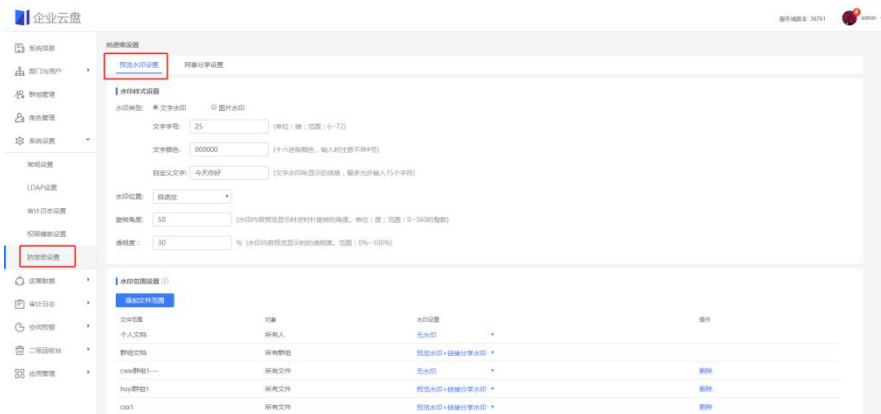 企业云盘
服务端版本: 36761
admin
系统信息
部门与用户
群组管理
角色管理
系统设置
常规设置
LDAP设置
审计日志设置
权限模板设置
防泄密设置
运营数据
审计日志
空间预警
二级回收站
应用管理
防泄密设置
预览水印设置 阿泰分享设置
水印样式设置
水印类型: 文字水印 图片水印
文字字号: 25 (单位：磅；范围：6~72)
文字颜色: 000000 (十六进制颜色，输入时注意不带#号)
自定义文字: 今天你好 (文字水印所显示的信息，最多允许输入15个字符)
水印位置: 自适应
旋转角度: 50 (水印内容预览显示时逆时针旋转的角度。单位：度；范围：0~360的整数)
透明度： 30 % (水印内容预览显示时的透明度。范围：0%~100%)
水印范围设置
添加文件范围
文件范围 对象 水印设置 操作
个人文档 所有人 无水印
群组文档 所有群组 预览水印+链接分享水印
cww群组1---- 所有文件 无水印 删除
huyi群组1 所有文件 预览水印+链接分享水印 删除
csx1 所有文件 预览水印+链接分享水印 删除